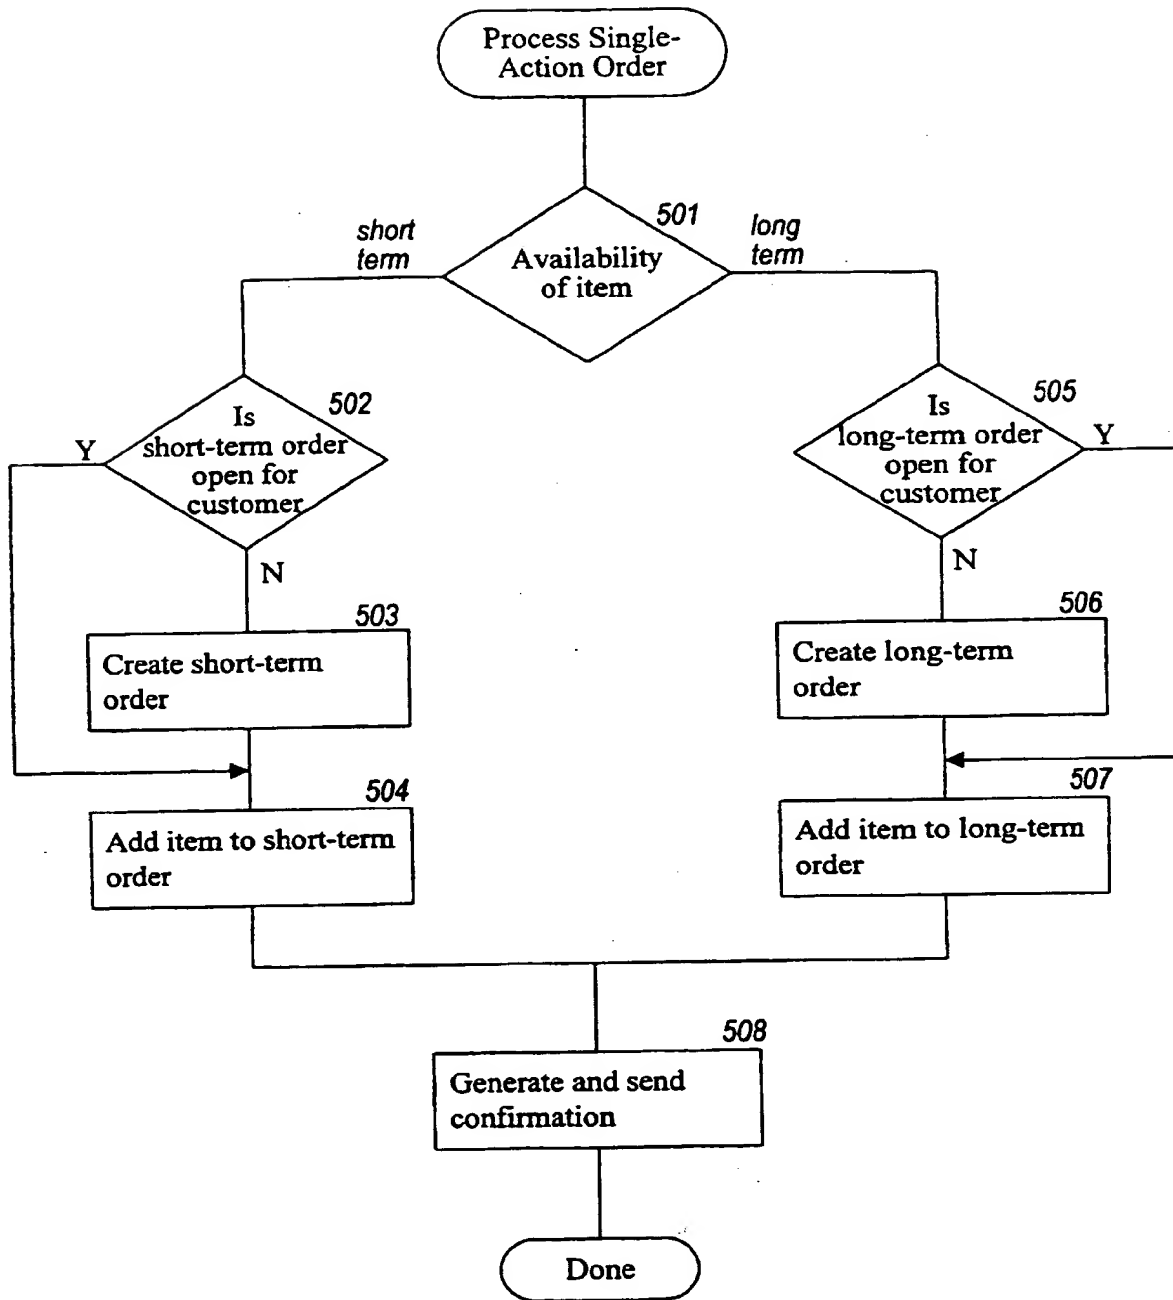 Process Single-
Action Order
501
short
term
long
term
Availability
of item
502
Is
short-term order
open for
customer
Y
N
505
Is
long-term order
open for
customer
Y
N
503
Create short-term
order
506
Create long-term
order
504
Add item to short-term
order
507
Add item to long-term
order
508
Generate and send
confirmation
Done